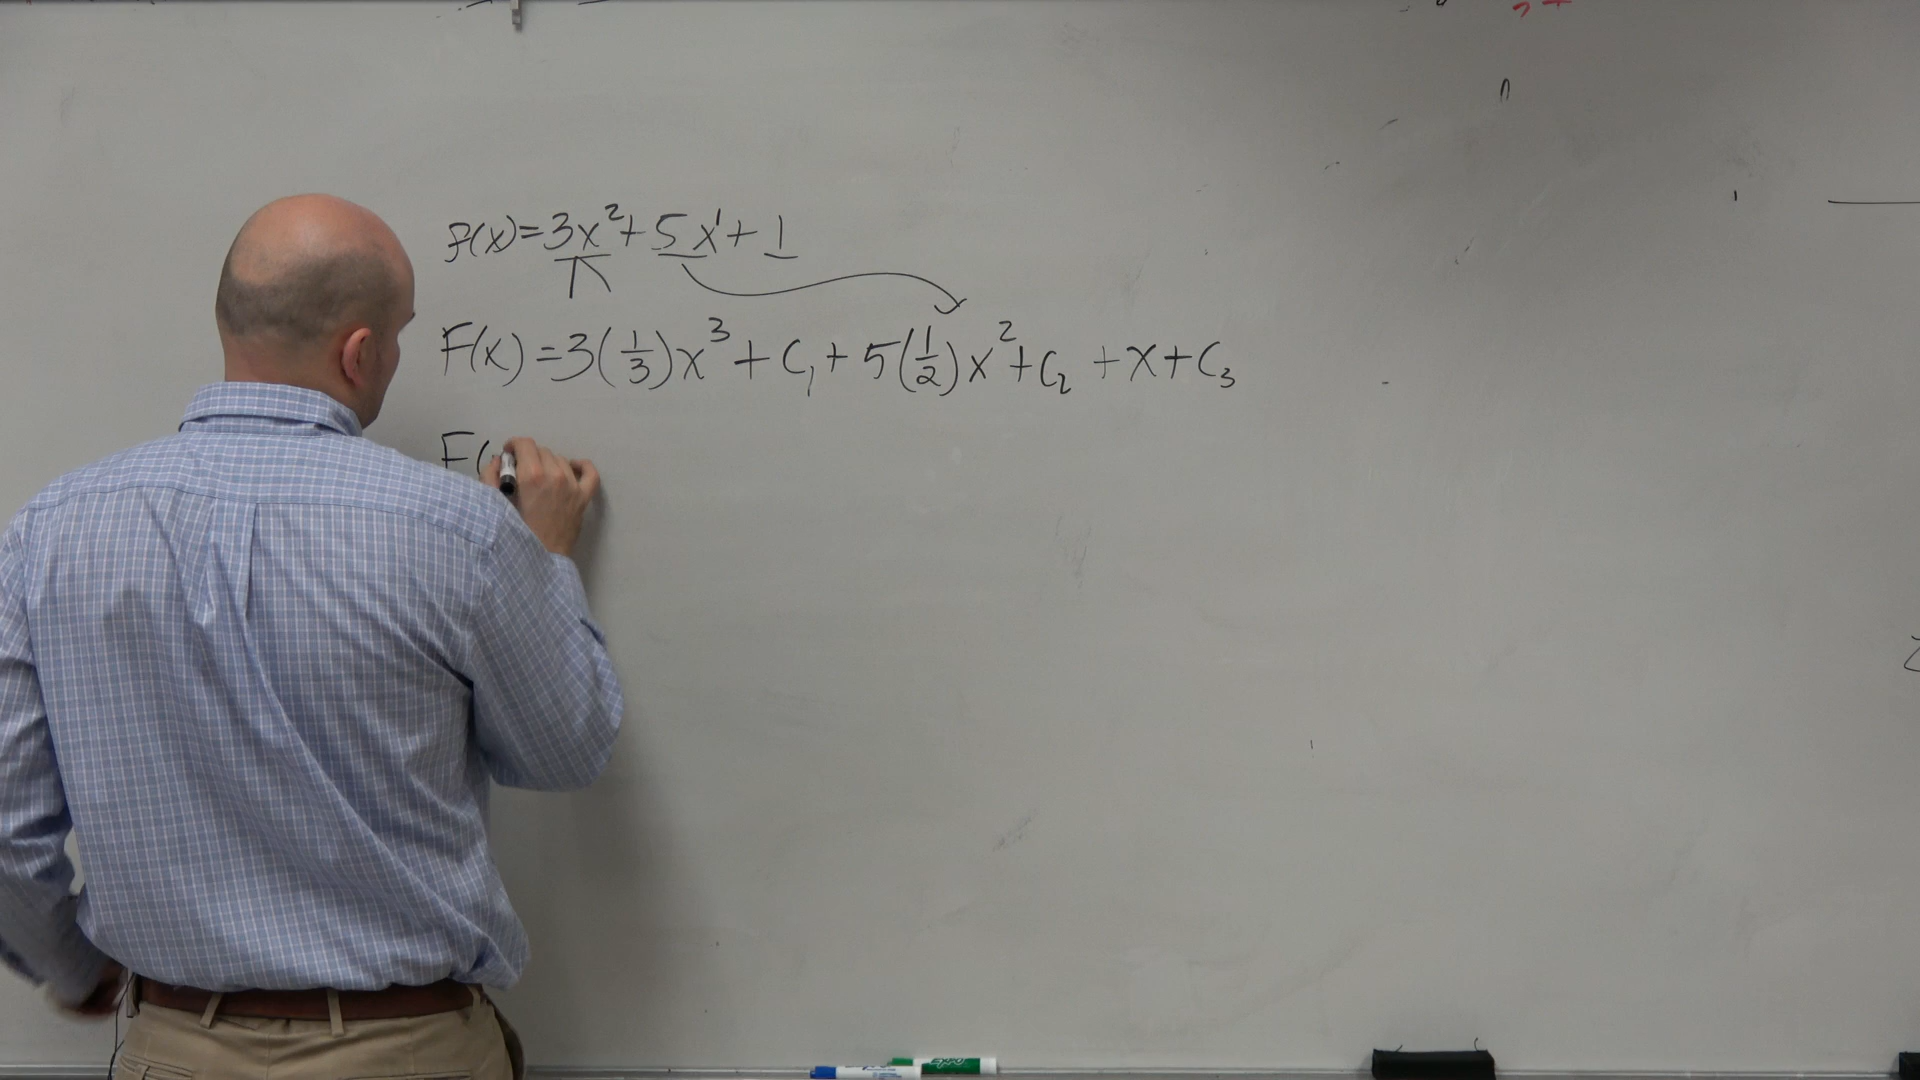 f(x)=3x²+5x¹+1
F(x)=3(1/3)x³+C₁+5(1/2)x²+C₂+x+C₃
F(